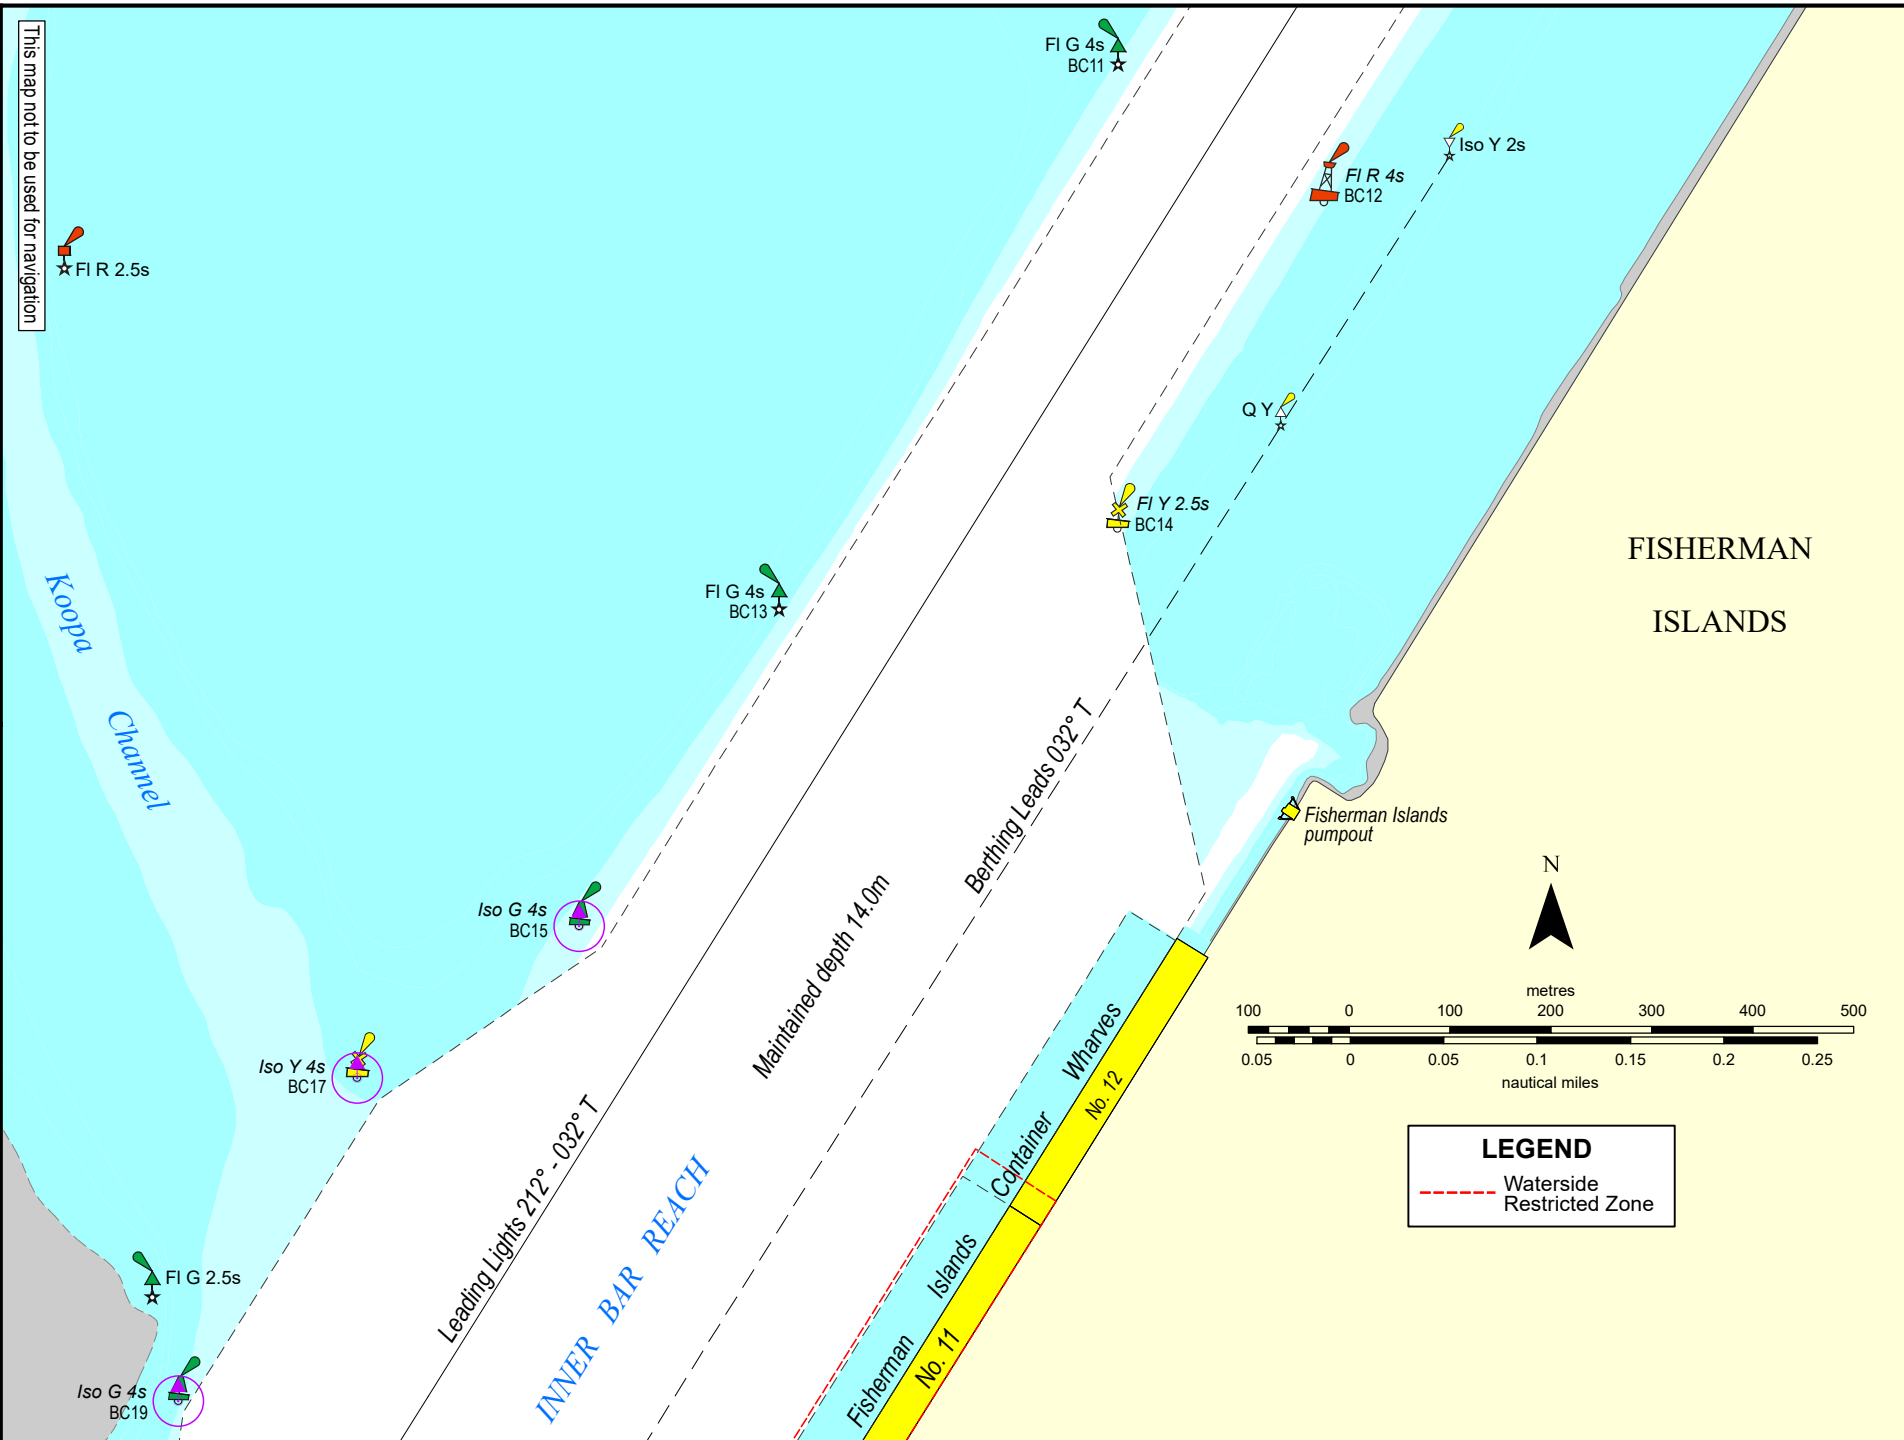 This map not to be used for navigation
Fl G 4s
BC11
Iso Y 2s
Fl R 4s
BC12
Fl R 2.5s
Q Y
Fl Y 2.5s
BC14
FISHERMAN
ISLANDS
Fl G 4s
BC13
Koopa
Channel
Berthing Leads 032° T
Fisherman Islands
pumpout
N
Maintained depth 14.0m
Iso G 4s
BC15
metres
100 0 100 200 300 400 500
0.05 0 0.05 0.1 0.15 0.2 0.25
nautical miles
Iso Y 4s
BC17
Leading Lights 212° - 032° T
INNER BAR REACH
Fisherman Islands Container Wharves
No. 12
No. 11
LEGEND
Waterside
Restricted Zone
Fl G 2.5s
Iso G 4s
BC19